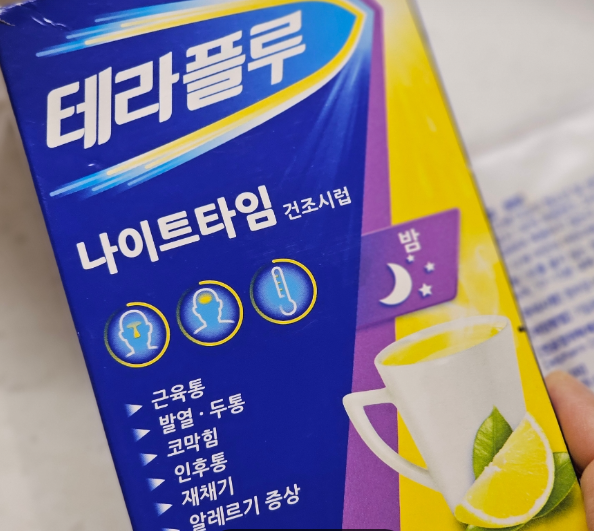 테라플루
나이트타임 건조시럽
밤
근육통
발열 · 두통
코막힘
인후통
재채기
알레르기 증상